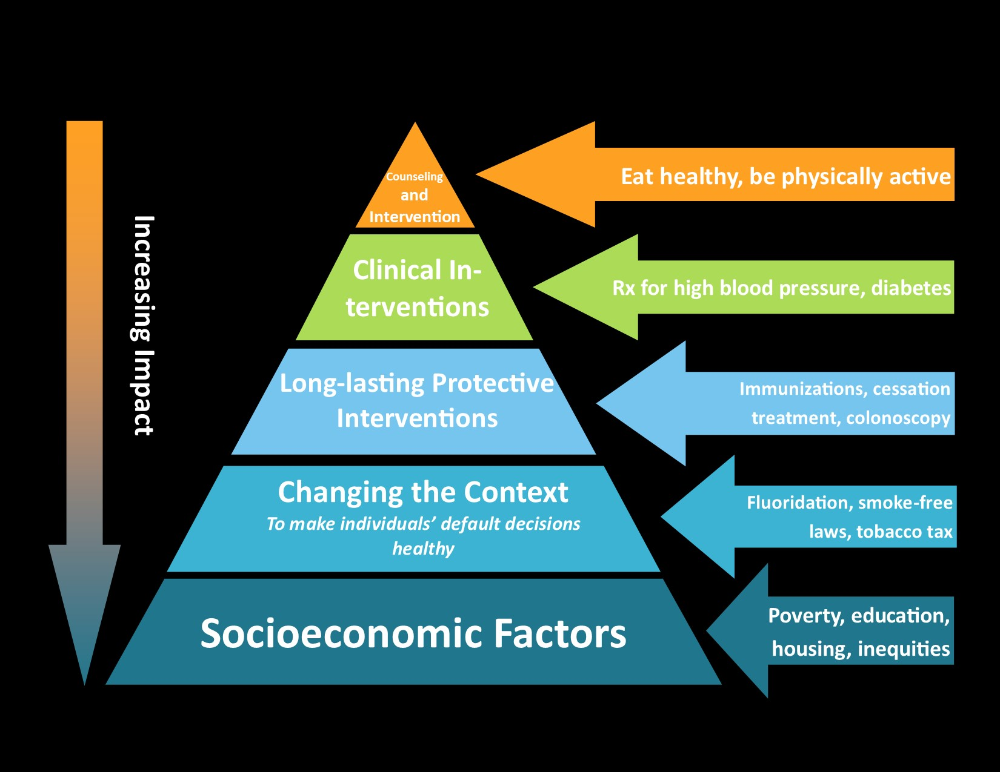 Increasing Impact
Counseling
and
Intervention
Eat healthy, be physically active
Clinical In-
terventions
Rx for high blood pressure, diabetes
Long-lasting Protective
Interventions
Immunizations, cessation
treatment, colonoscopy
Changing the Context
To make individuals’ default decisions
healthy
Fluoridation, smoke-free
laws, tobacco tax
Socioeconomic Factors
Poverty, education,
housing, inequities